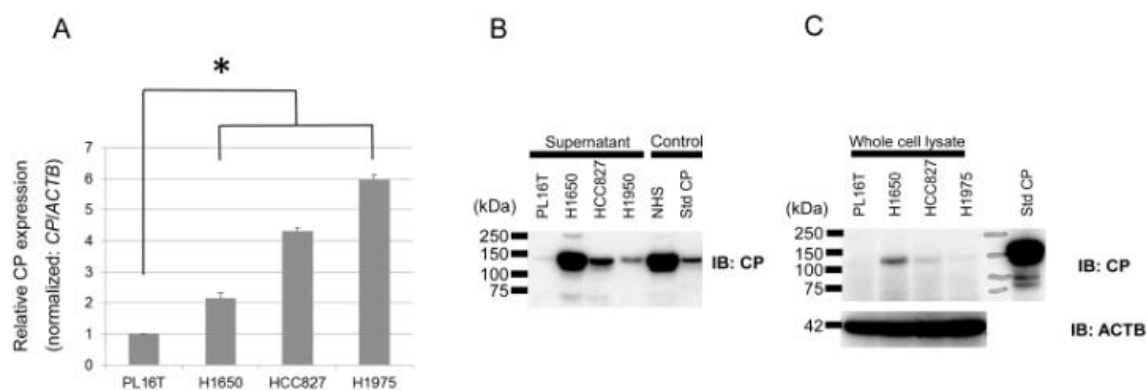 A
*
Relative CP expression
(normalized: CP/ACTB)
7
6
5
4
3
2
1
0
PL16T H1650 HCC827 H1975
B
Supernatant Control
(kDa)
PL16T
H1650
HCC827
H1950
NHS
Std CP
250
150
100
75
IB: CP
C
Whole cell lysate
(kDa)
PL16T
H1650
HCC827
H1975
Std CP
250
150
100
75
IB: CP
42
IB: ACTB